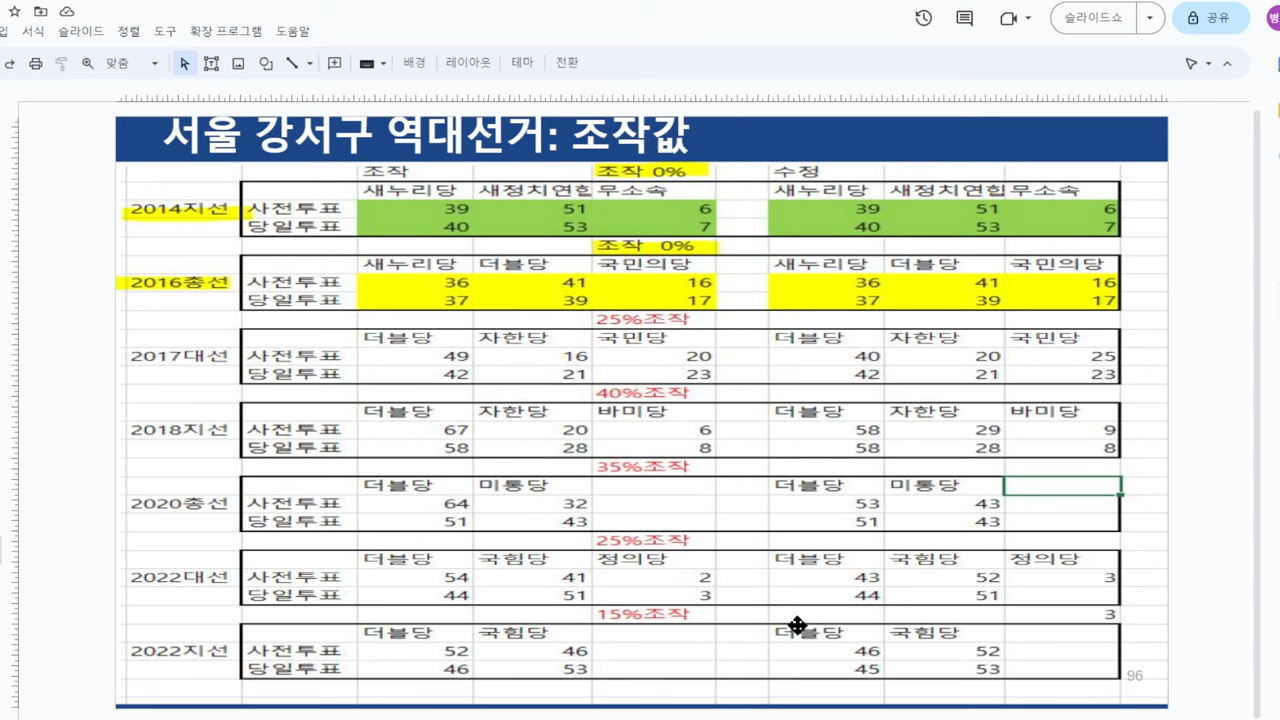 입 서식 슬라이드 정렬 도구 확장 프로그램 도움말
슬라이드쇼
공유
병
맞춤
배경 레이아웃 테마 전환
서울 강서구 역대선거: 조작값
조작 조작 0% 수정
새누리당 새정치연합 무소속 새누리당 새정치연합 무소속
2014지선 사전투표 39 51 6 39 51 6
당일투표 40 53 7 40 53 7
조작 0%
새누리당 더블당 국민의당 새누리당 더블당 국민의당
2016총선 사전투표 36 41 16 36 41 16
당일투표 37 39 17 37 39 17
25%조작
더블당 자한당 국민당 더블당 자한당 국민당
2017대선 사전투표 49 16 20 40 20 25
당일투표 42 21 23 42 21 23
40%조작
더블당 자한당 바미당 더블당 자한당 바미당
2018지선 사전투표 67 20 6 58 29 9
당일투표 58 28 8 58 28 8
35%조작
더블당 미통당 더블당 미통당
2020총선 사전투표 64 32 53 43
당일투표 51 43 51 43
25%조작
더블당 국힘당 정의당 더블당 국힘당 정의당
2022대선 사전투표 54 41 2 43 52 3
당일투표 44 51 3 44 51
15%조작 3
더블당 국힘당 더블당 국힘당
2022지선 사전투표 52 46 46 52
당일투표 46 53 45 53
96